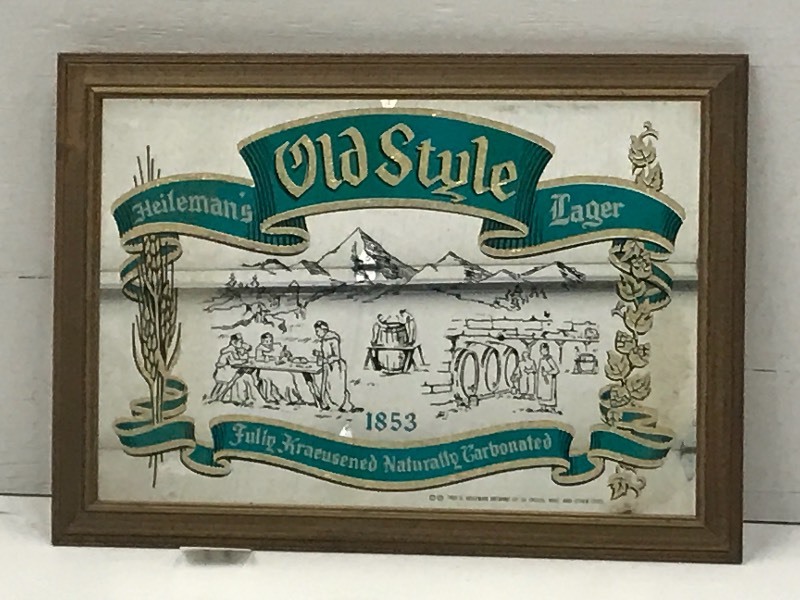 Old Style
Heileman's Lager
1853
Fully Kraeusened Naturally Carbonated